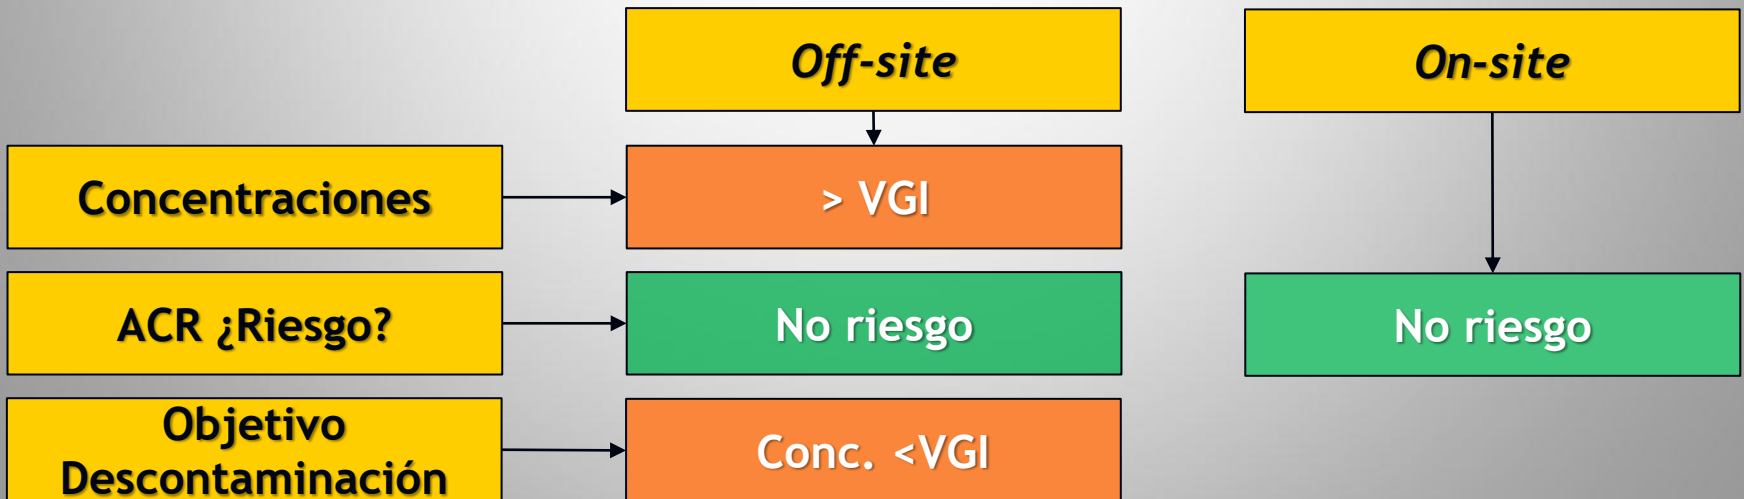 Off-site
On-site
Concentraciones
> VGI
ACR ¿Riesgo?
No riesgo
No riesgo
Objetivo
Descontaminación
Conc. <VGI